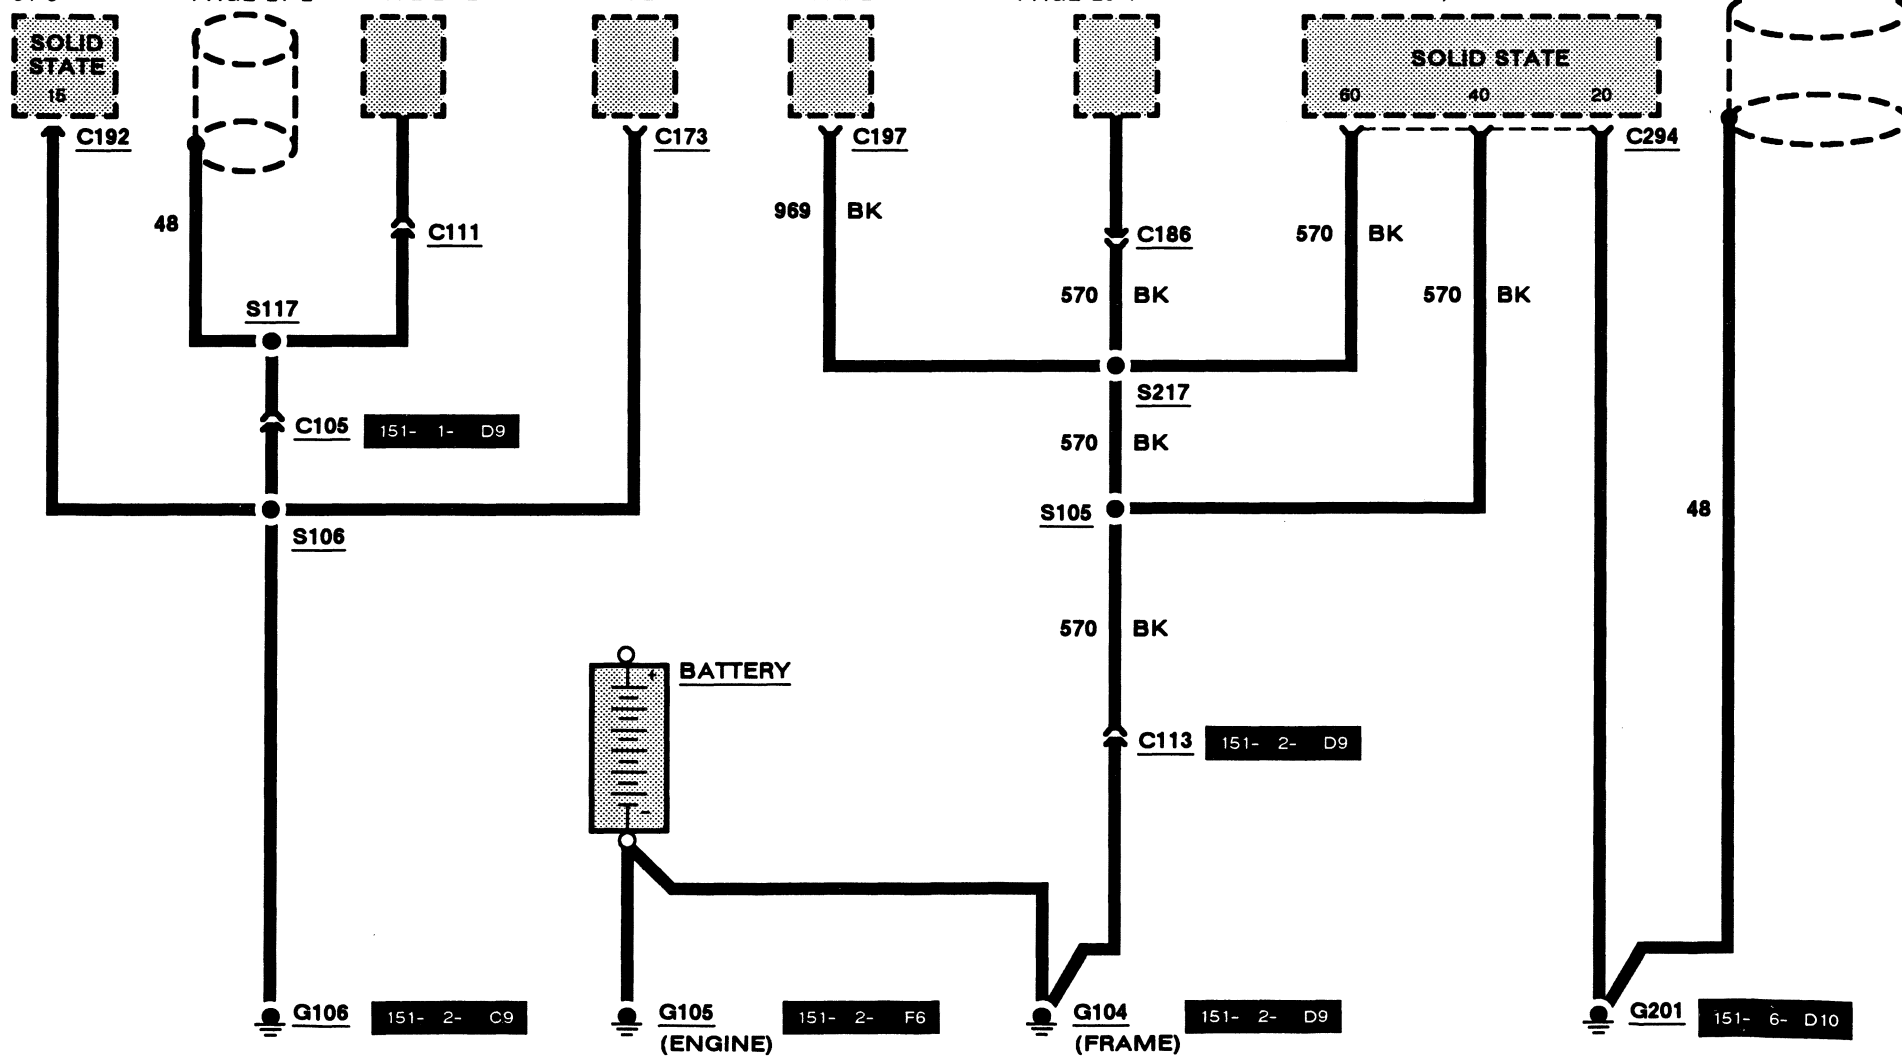 SOLID
STATE
15
SOLID STATE
60 40 20
C192
C173
C197
C294
48
C111
969 BK
C186
570 BK
570 BK
570 BK
S117
S217
C105 151- 1- D9
570 BK
S106
S105
48
570 BK
BATTERY
+
-
C113 151- 2- D9
G106 151- 2- C9
G105 151- 2- F6
(ENGINE)
G104 151- 2- D9
(FRAME)
G201 151- 6- D10